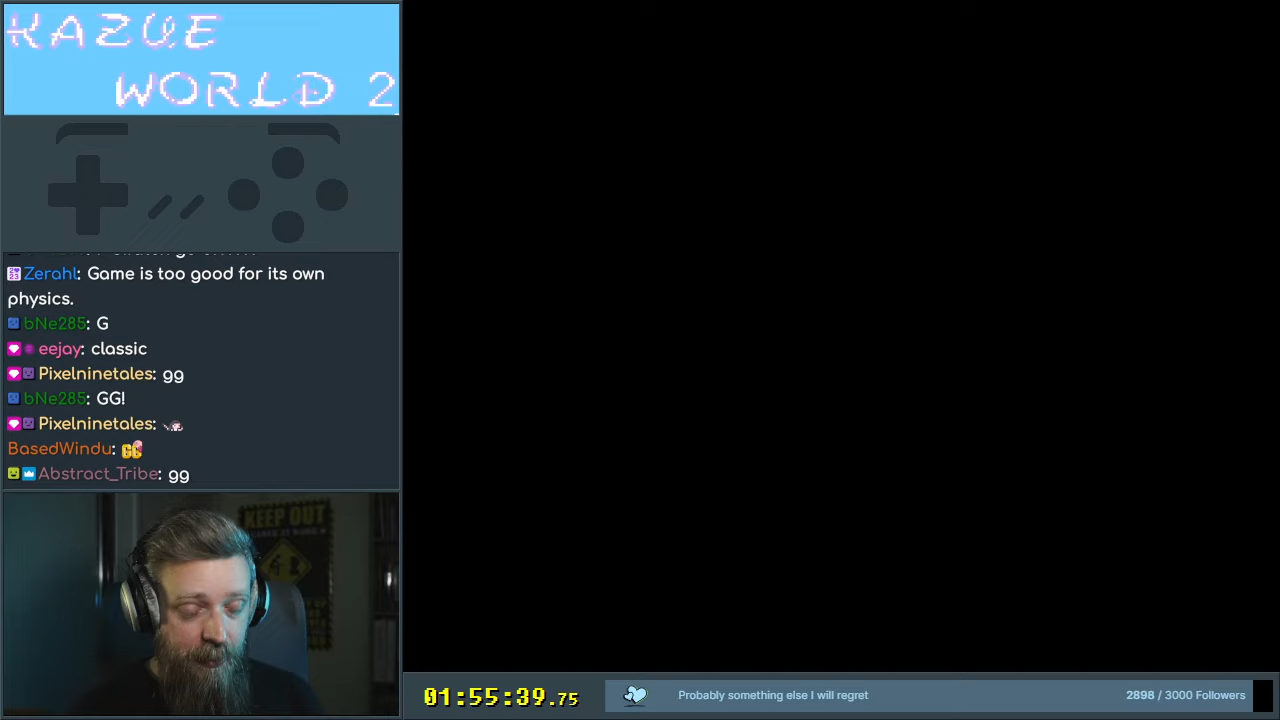 KAZUE
WORLD 2
Zerahl: Game is too good for its own
physics.
bNe285: G
eejay: classic
Pixelninetales: gg
bNe285: GG!
Pixelninetales:
BasedWindu: GG
Abstract_Tribe: gg
KEEP OUT
01:55:39.75
Probably something else I will regret
2898 / 3000 Followers